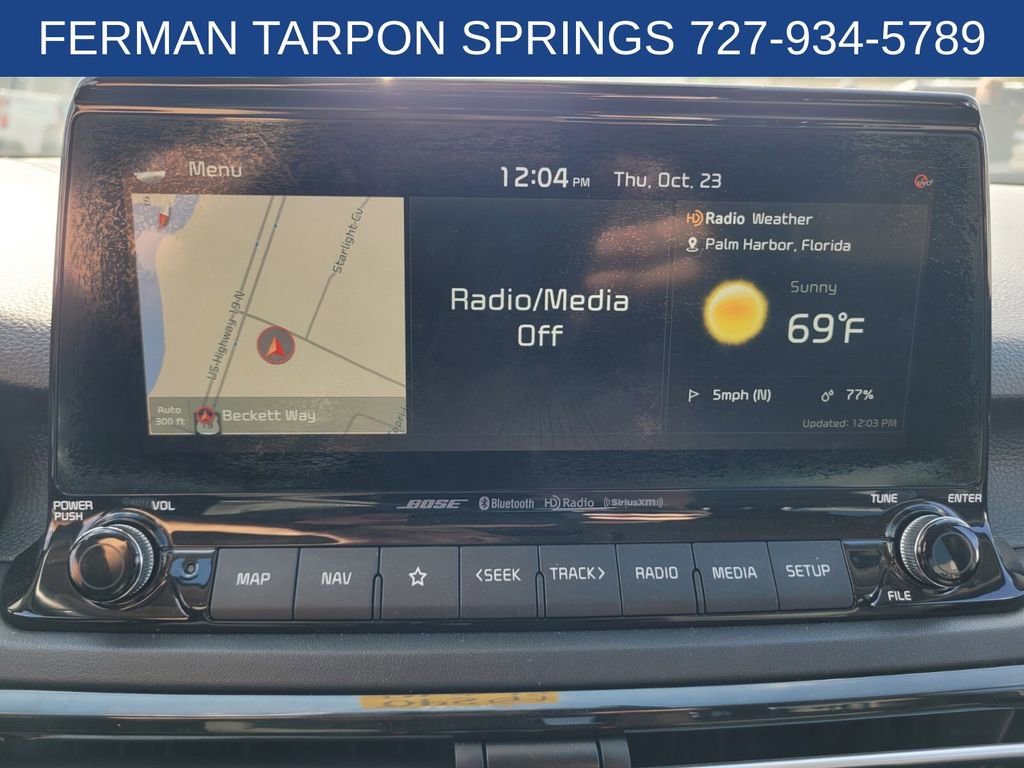 FERMAN TARPON SPRINGS 727-934-5789
Menu
12:04 PM Thu, Oct. 23
Starlight Cv
US Highway 19 N
Auto
300 ft
19
Beckett Way
Radio/Media
Off
HD Radio Weather
Palm Harbor, Florida
Sunny
69°F
5mph (N)
77%
Updated: 12:03 PM
POWER
PUSH
VOL
BOSE Bluetooth HD Radio ((SiriusXM))
TUNE
ENTER
MAP NAV <SEEK TRACK> RADIO MEDIA SETUP
FILE